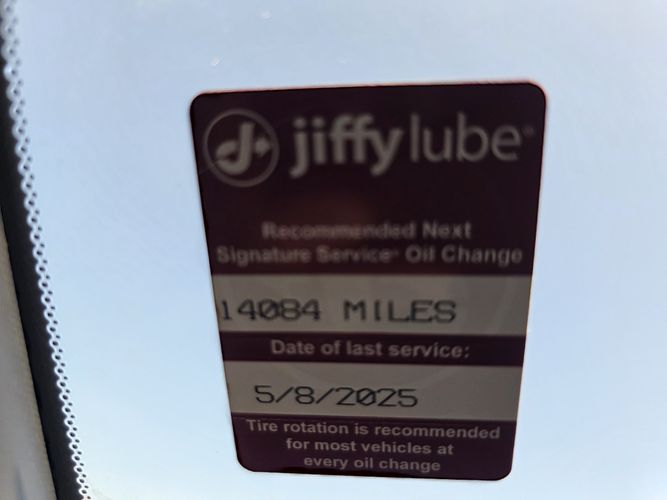 jiffy lube®
Recommended Next
Signature Service® Oil Change
14084 MILES
Date of last service:
5/8/2025
Tire rotation is recommended
for most vehicles at
every oil change